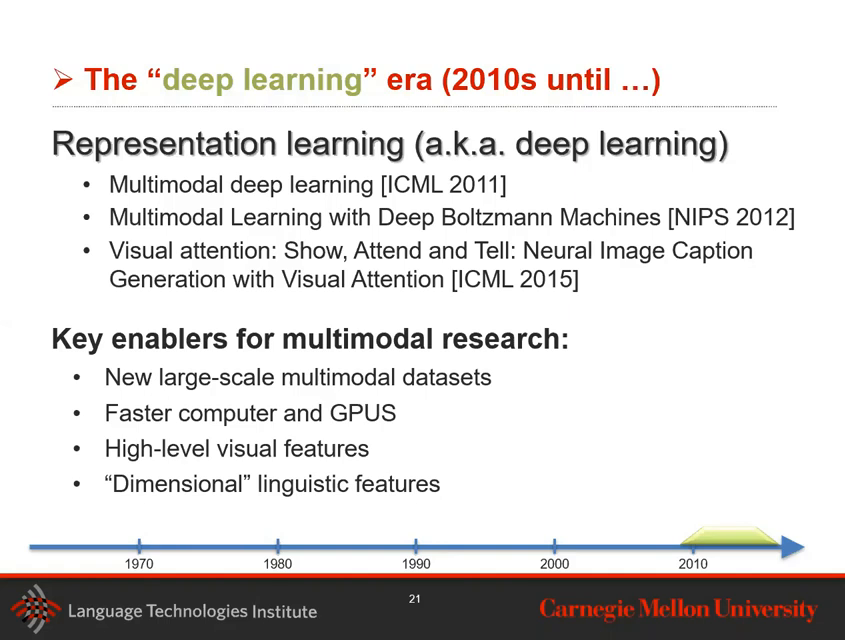 ➢ The “deep learning” era (2010s until …)
Representation learning (a.k.a. deep learning)
• Multimodal deep learning [ICML 2011]
• Multimodal Learning with Deep Boltzmann Machines [NIPS 2012]
• Visual attention: Show, Attend and Tell: Neural Image Caption
Generation with Visual Attention [ICML 2015]
Key enablers for multimodal research:
• New large-scale multimodal datasets
• Faster computer and GPUS
• High-level visual features
• “Dimensional” linguistic features
1970 1980 1990 2000 2010
Language Technologies Institute
21
Carnegie Mellon University